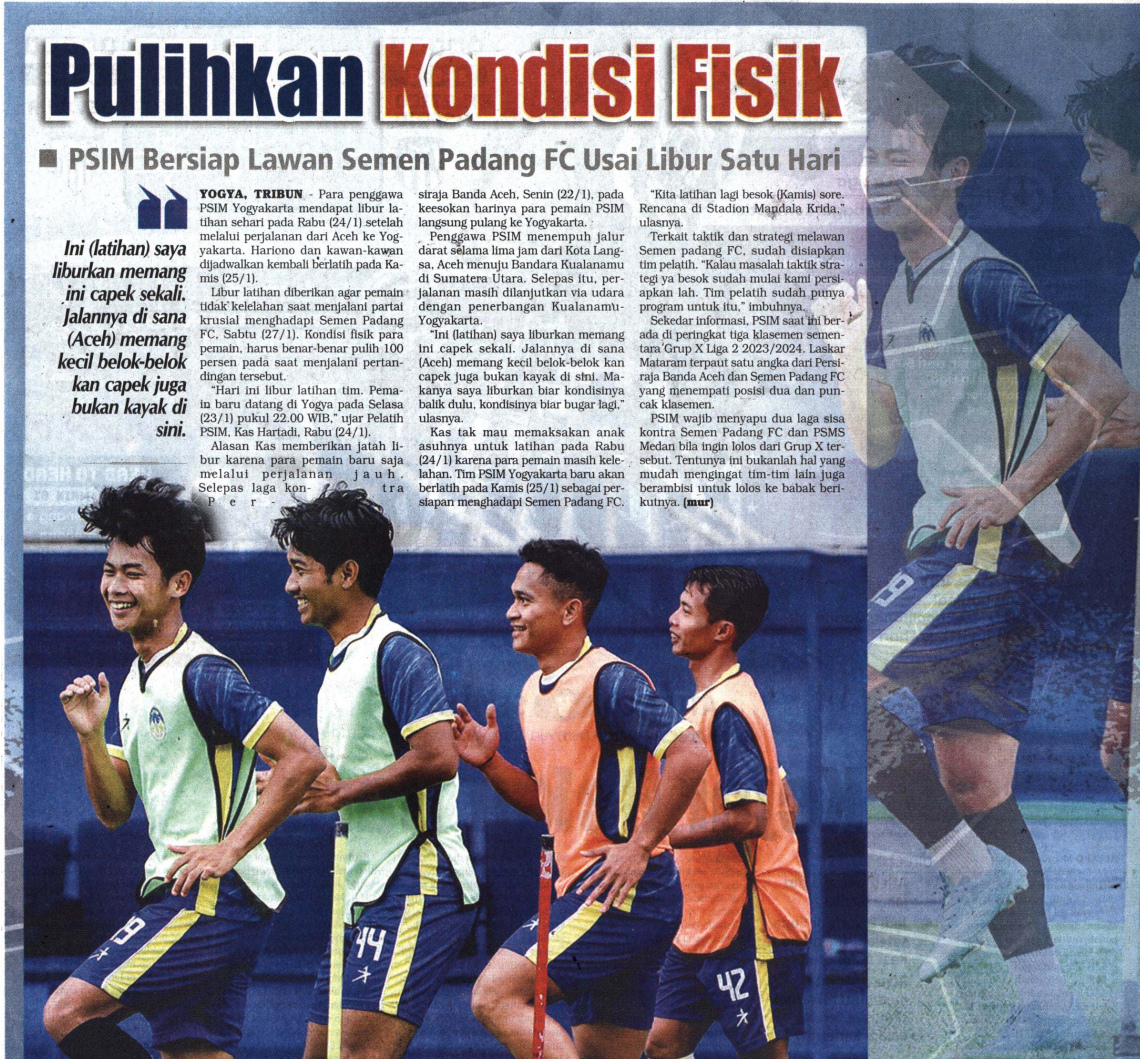 Pulihkan Kondisi Fisik
■ PSIM Bersiap Lawan Semen Padang FC Usai Libur Satu Hari
Ini (latihan) saya
liburkan memang
ini capek sekali.
Jalannya di sana
(Aceh) memang
kecil belok-belok
kan capek juga
bukan kayak di
sini.
YOGYA, TRIBUN - Para penggawa
PSIM Yogyakarta mendapat libur la-
tihan sehari pada Rabu (24/1) setelah
melalui perjalanan dari Aceh ke Yog-
yakarta. Hariono dan kawan-kawan
dijadwalkan kembali berlatih pada Ka-
mis (25/1).
Libur latihan diberikan agar pemain
tidak kelelahan saat menjalani partai
krusial menghadapi Semen Padang
FC, Sabtu (27/1). Kondisi fisik para
pemain, harus benar-benar pulih 100
persen pada saat menjalani pertan-
dingan tersebut.
"Hari ini libur latihan tim. Pema-
in baru datang di Yogya pada Selasa
(23/1) pukul 22.00 WIB," ujar Pelatih
PSIM, Kas Hartadi, Rabu (24/1).
Alasan Kas memberikan jatah li-
bur karena para pemain baru saja
melalui perjalanan jauh.
Selepas laga kon- tra
Per-
siraja Banda Aceh, Senin (22/1), pada
keesokan harinya para pemain PSIM
langsung pulang ke Yogyakarta.
Penggawa PSIM menempuh jalur
darat selama lima jam dari Kota Lang-
sa, Aceh menuju Bandara Kualanamu
di Sumatera Utara. Selepas itu, per-
jalanan masih dilanjutkan via udara
dengan penerbangan Kualanamu-
Yogyakarta.
"Ini (latihan) saya liburkan memang
ini capek sekali. Jalannya di sana
(Aceh) memang kecil belok-belok kan
capek juga bukan kayak di sini. Ma-
kanya saya liburkan biar kondisinya
balik dulu, kondisinya biar bugar lagi,"
ulasnya.
Kas tak mau memaksakan anak
asuhnya untuk latihan pada Rabu
(24/1) karena para pemain masih kele-
lahan. Tim PSIM Yogyakarta baru akan
berlatih pada Kamis (25/1) sebagai per-
siapan menghadapi Semen Padang FC.
"Kita latihan lagi besok (Kamis) sore.
Rencana di Stadion Mandala Krida,"
ulasnya.
Terkait taktik dan strategi melawan
Semen padang FC, sudah disiapkan
tim pelatih. "Kalau masalah taktik stra-
tegi ya besok sudah mulai kami persi-
apkan lah. Tim pelatih sudah punya
program untuk itu," imbuhnya.
Sekedar informasi, PSIM saat ini ber-
ada di peringkat tiga klasemen semen-
tara Grup X Liga 2 2023/2024. Laskar
Mataram terpaut satu angka dari Persi-
raja Banda Aceh dan Semen Padang FC
yang menempati posisi dua dan pun-
cak klasemen.
PSIM wajib menyapu dua laga sisa
kontra Semen Padang FC dan PSMS
Medan bila ingin lolos dari Grup X ter-
sebut. Tentunya ini bukanlah hal yang
mudah mengingat tim-tim lain juga
berambisi untuk lolos ke babak beri-
kutnya. (mur)
29
44
42